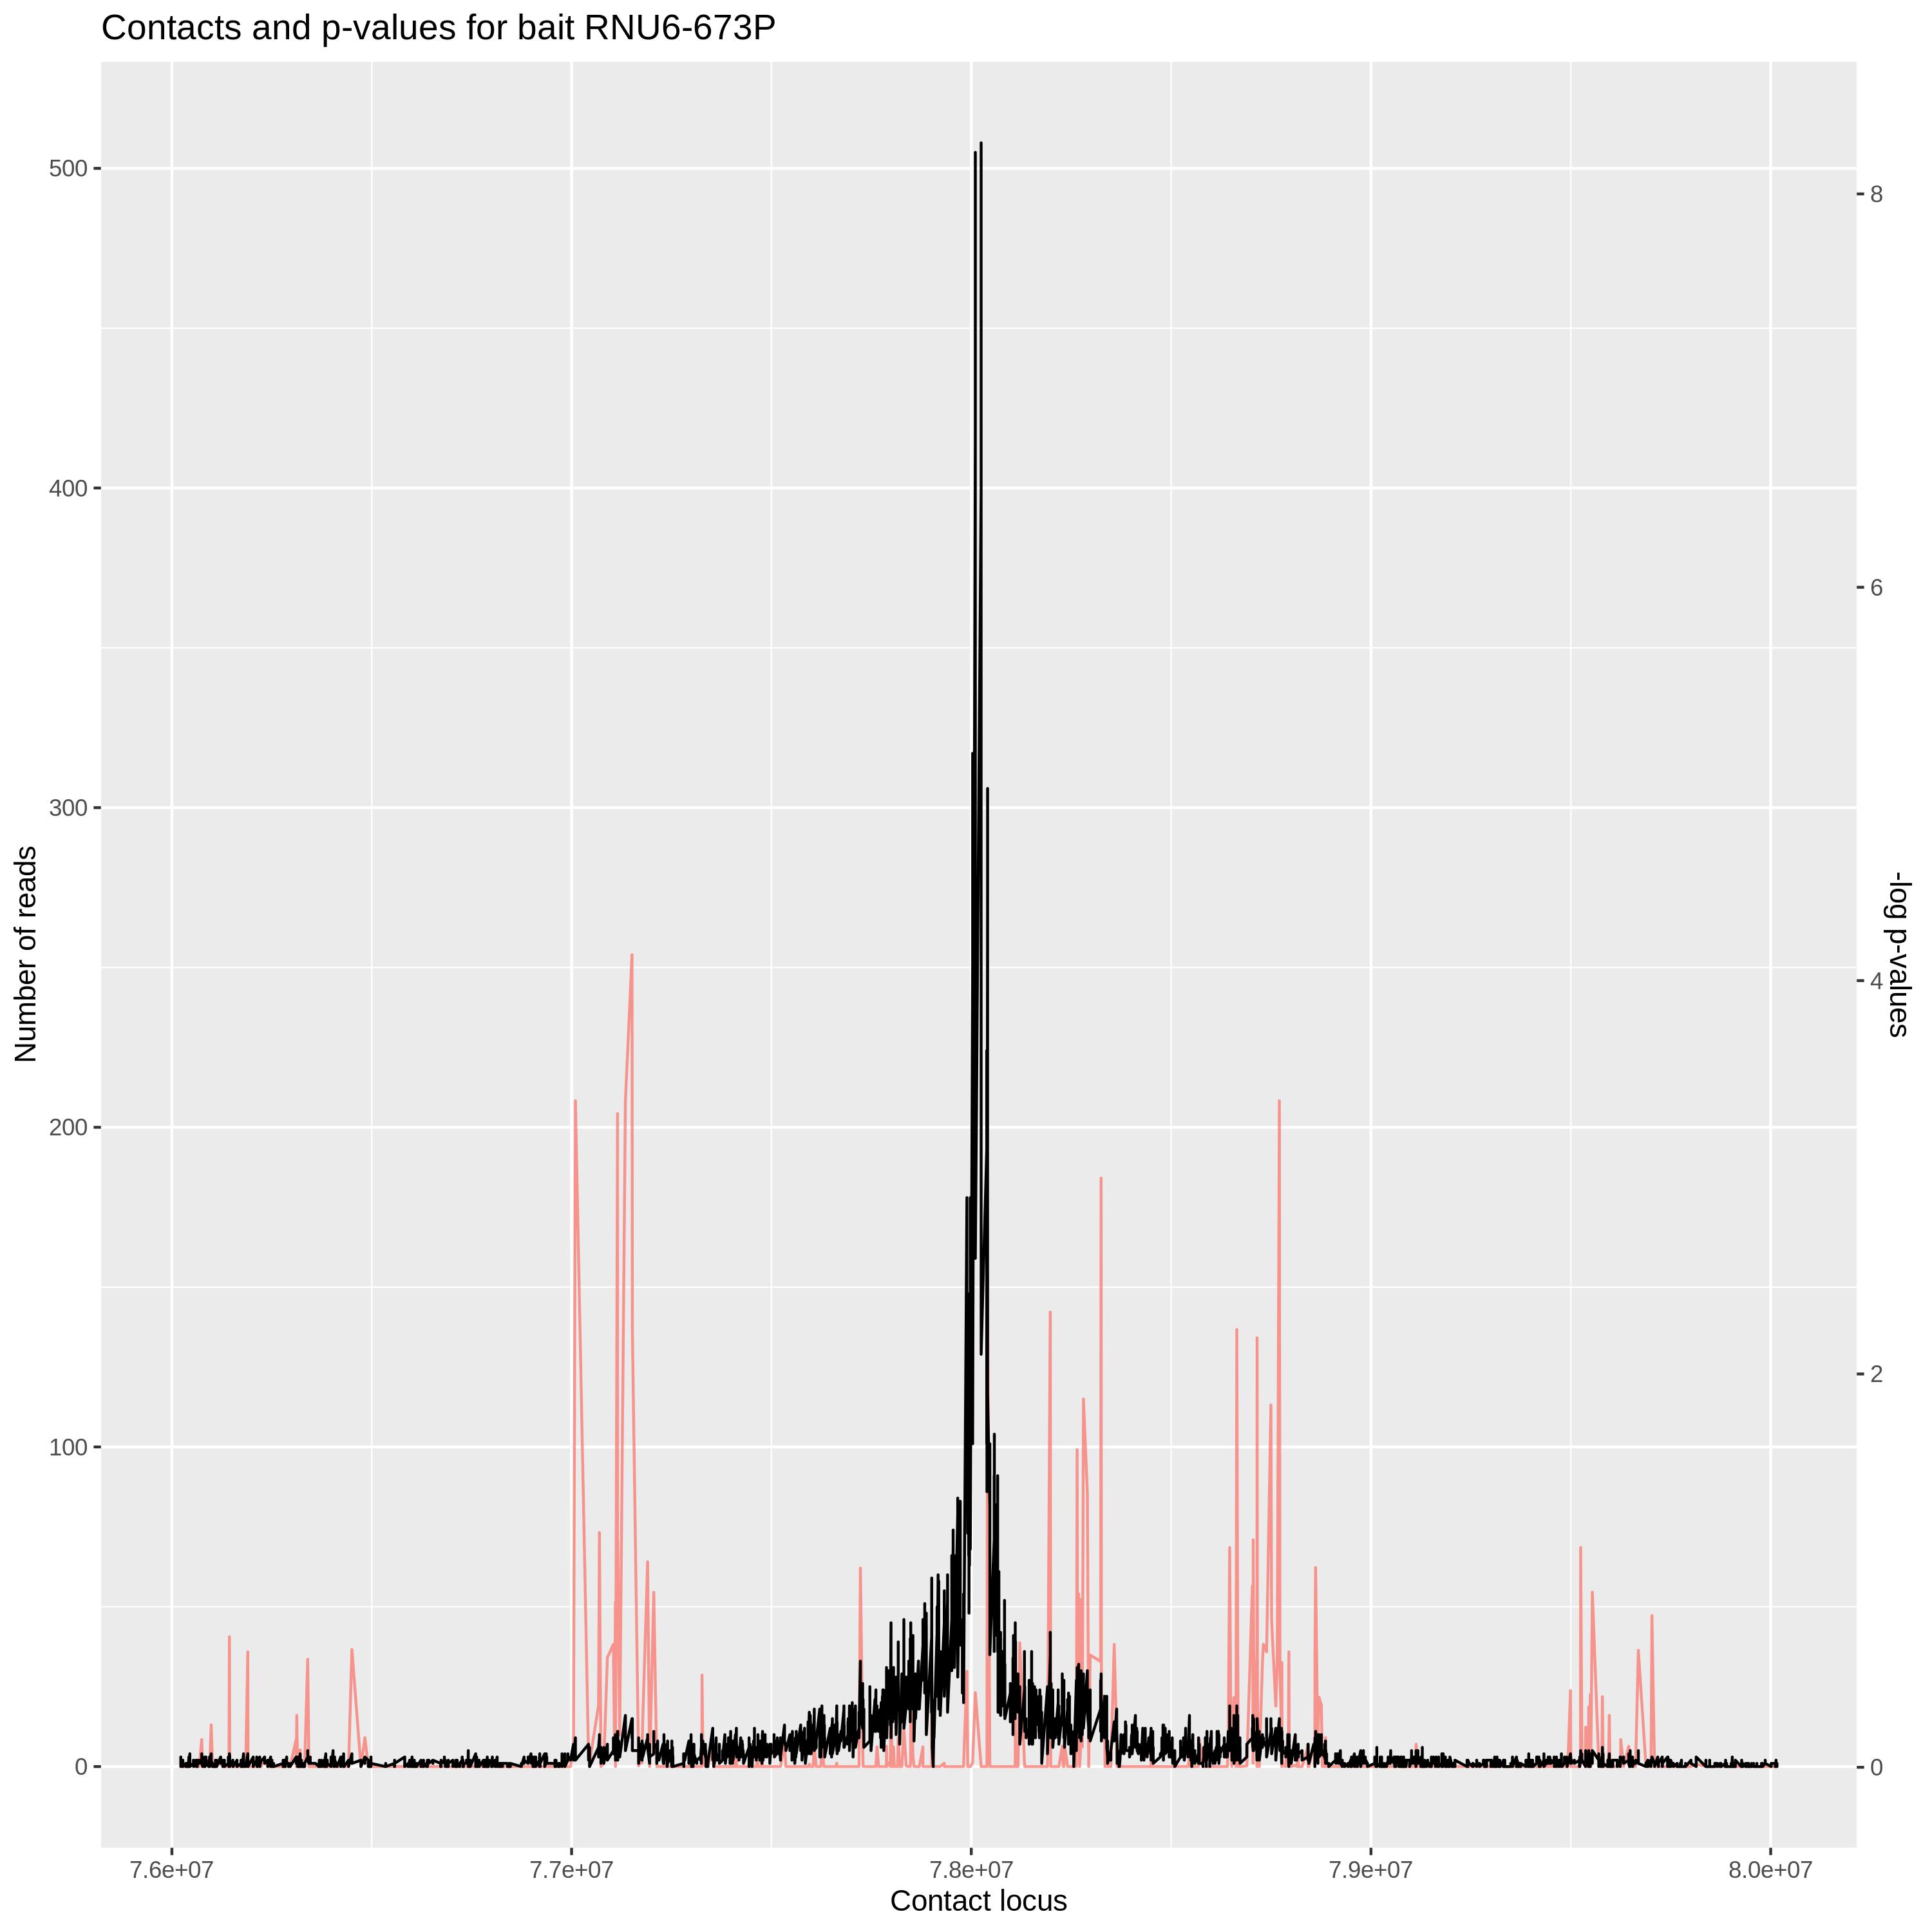 Contacts and p-values for bait RNU6-673P
500
400
300
200
100
0
Number of reads
8
6
4
2
0
-log p-values
7.6e+07
7.7e+07
7.8e+07
7.9e+07
8.0e+07
Contact locus